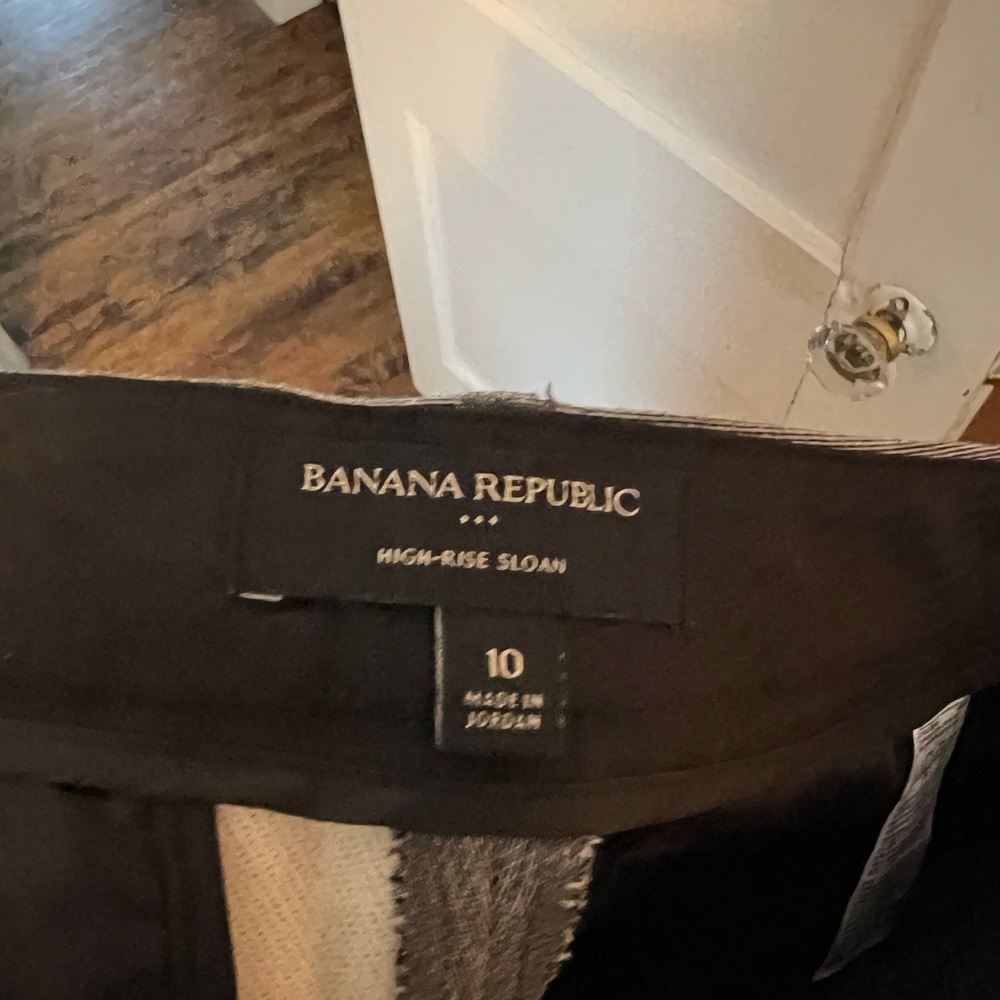 BANANA REPUBLIC
HIGH-RISE SLOAN
10
MADE IN
JORDAN